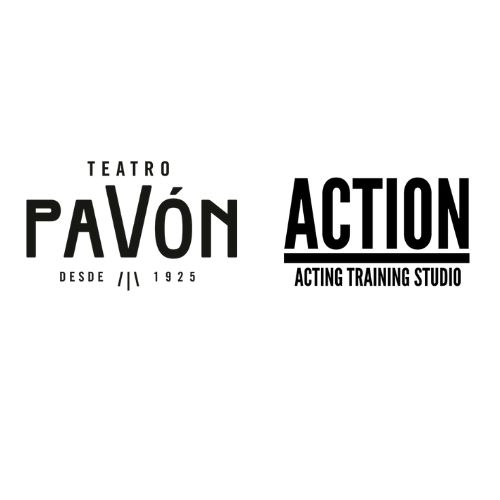 TEATRO
PAVÓN
DESDE 1925
ACTION
ACTING TRAINING STUDIO